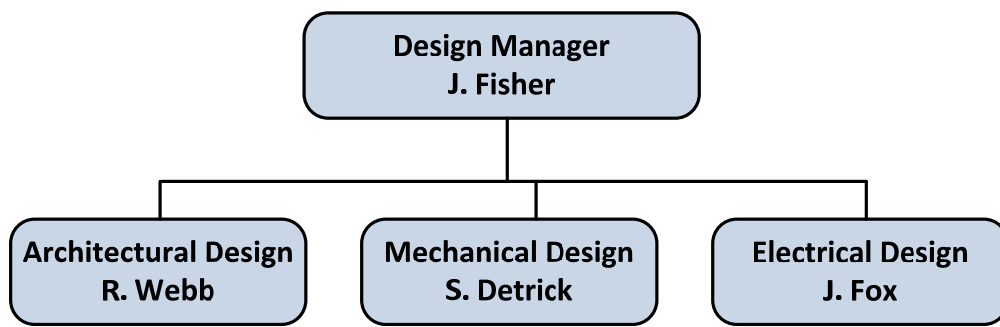 Design Manager
J. Fisher
Architectural Design
R. Webb
Mechanical Design
S. Detrick
Electrical Design
J. Fox